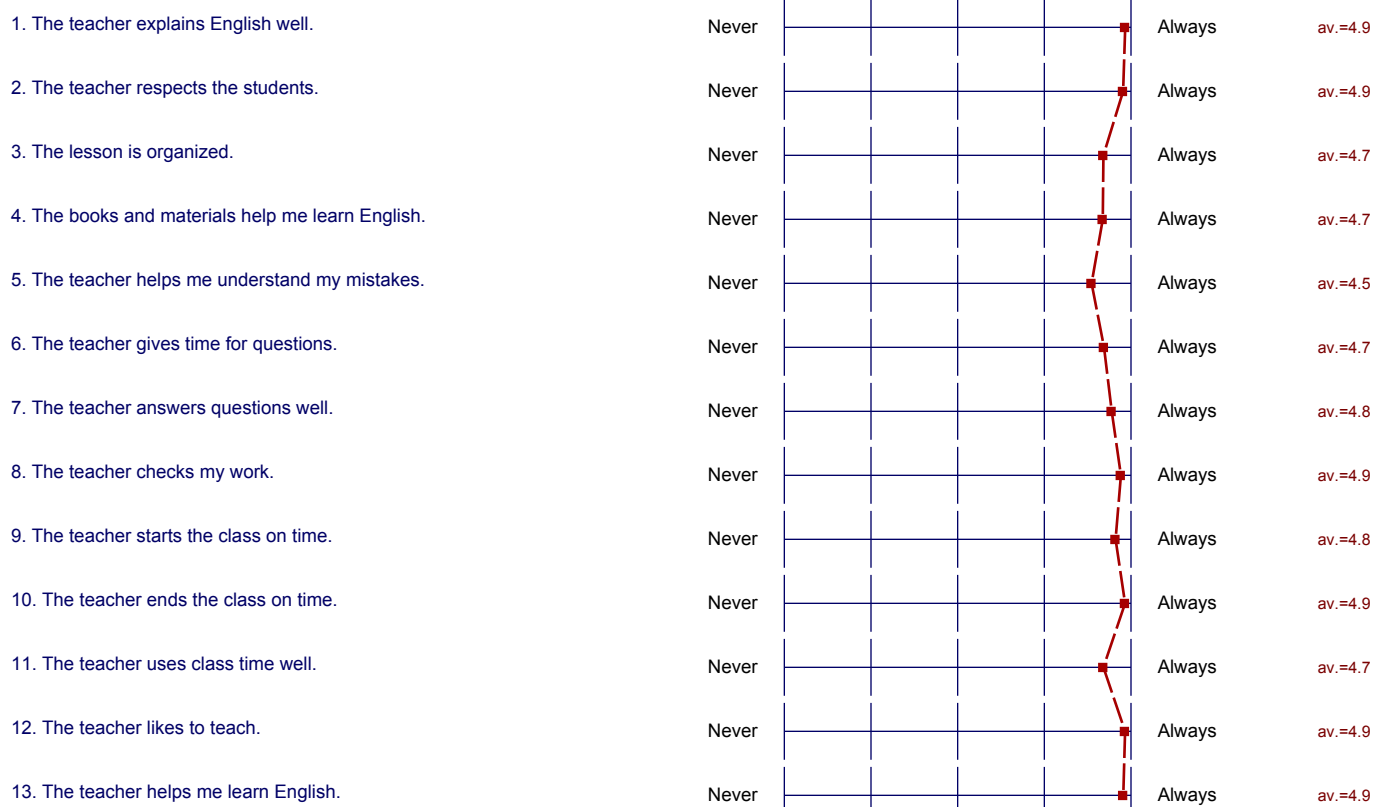 1. The teacher explains English well. Never Always av.=4.9
2. The teacher respects the students. Never Always av.=4.9
3. The lesson is organized. Never Always av.=4.7
4. The books and materials help me learn English. Never Always av.=4.7
5. The teacher helps me understand my mistakes. Never Always av.=4.5
6. The teacher gives time for questions. Never Always av.=4.7
7. The teacher answers questions well. Never Always av.=4.8
8. The teacher checks my work. Never Always av.=4.9
9. The teacher starts the class on time. Never Always av.=4.8
10. The teacher ends the class on time. Never Always av.=4.9
11. The teacher uses class time well. Never Always av.=4.7
12. The teacher likes to teach. Never Always av.=4.9
13. The teacher helps me learn English. Never Always av.=4.9